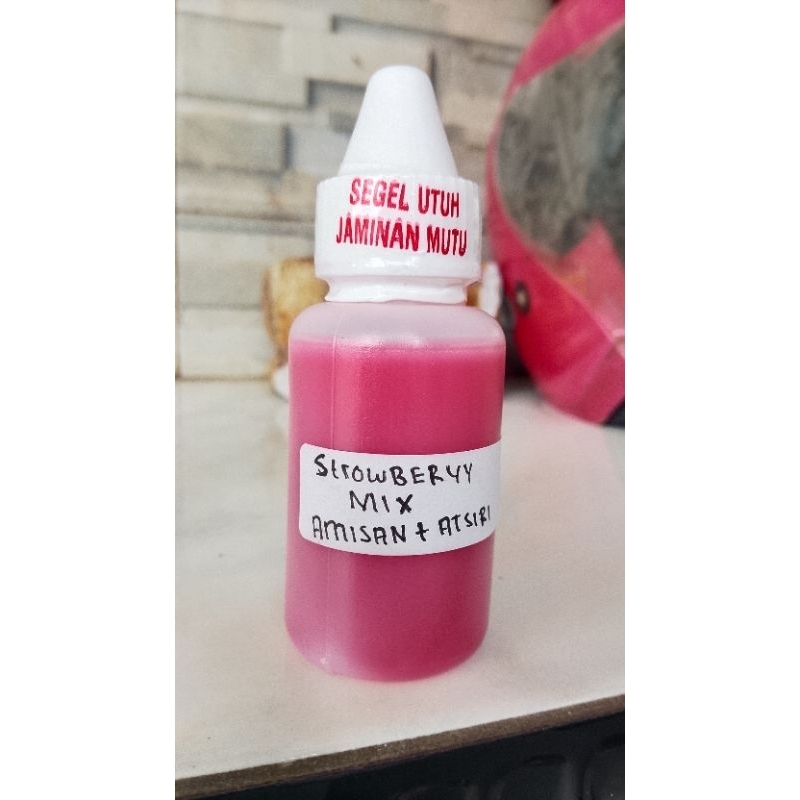 SEGEL UTUH
JAMINAN MUTU
StrOWBERYY
MIX
AMISAN + ATSIRI